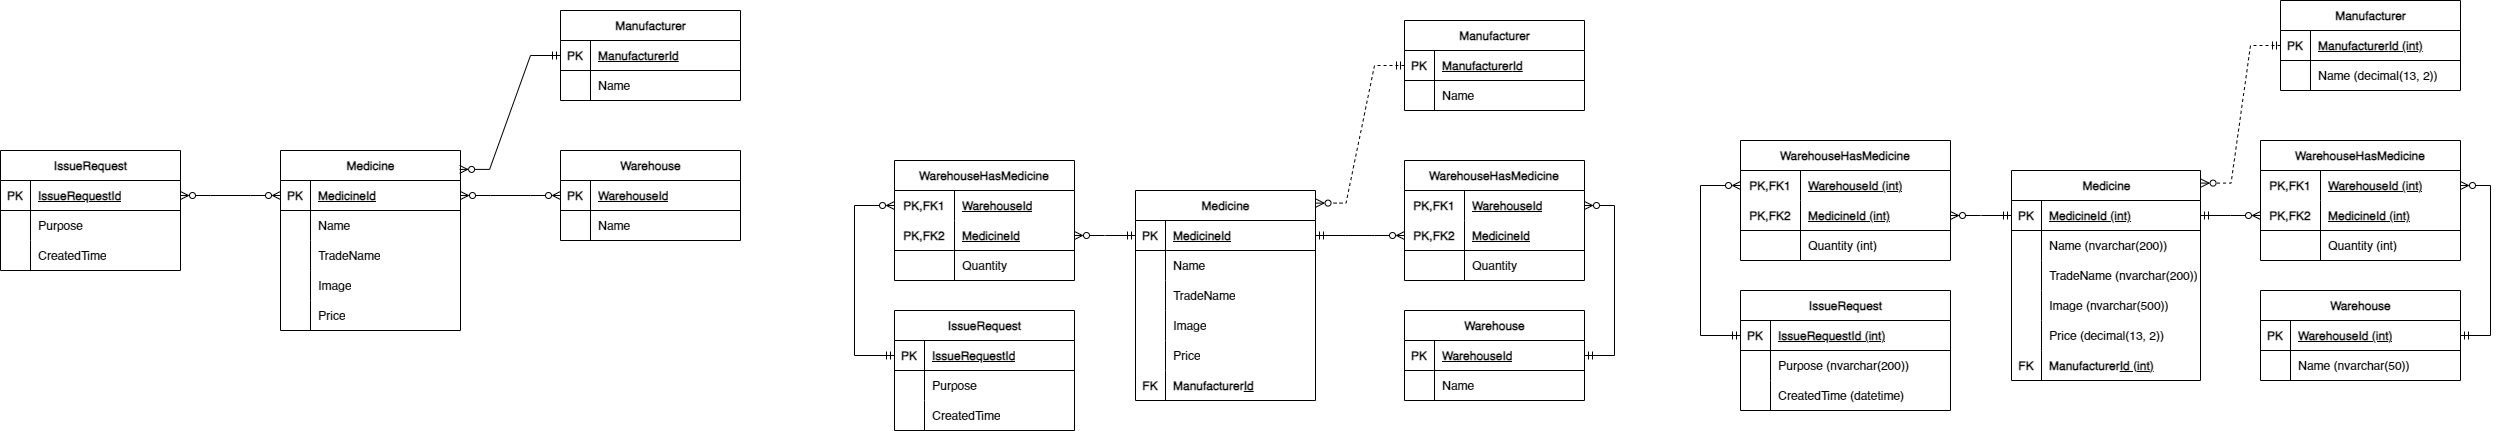 Manufacturer
PK ManufacturerId
Name
IssueRequest
PK IssueRequestId
Purpose
CreatedTime
Medicine
PK MedicineId
Name
TradeName
Image
Price
Warehouse
PK WarehouseId
Name
Manufacturer
PK ManufacturerId
Name
WarehouseHasMedicine
PK,FK1 WarehouseId
PK,FK2 MedicineId
Quantity
IssueRequest
PK IssueRequestId
Purpose
CreatedTime
Medicine
PK MedicineId
Name
TradeName
Image
Price
FK ManufacturerId
WarehouseHasMedicine
PK,FK1 WarehouseId
PK,FK2 MedicineId
Quantity
Warehouse
PK WarehouseId
Name
Manufacturer
PK ManufacturerId (int)
Name (decimal(13, 2))
WarehouseHasMedicine
PK,FK1 WarehouseId (int)
PK,FK2 MedicineId (int)
Quantity (int)
IssueRequest
PK IssueRequestId (int)
Purpose (nvarchar(200))
CreatedTime (datetime)
Medicine
PK MedicineId (int)
Name (nvarchar(200))
TradeName (nvarchar(200))
Image (nvarchar(500))
Price (decimal(13, 2))
FK ManufacturerId (int)
WarehouseHasMedicine
PK,FK1 WarehouseId (int)
PK,FK2 MedicineId (int)
Quantity (int)
Warehouse
PK WarehouseId (int)
Name (nvarchar(50))